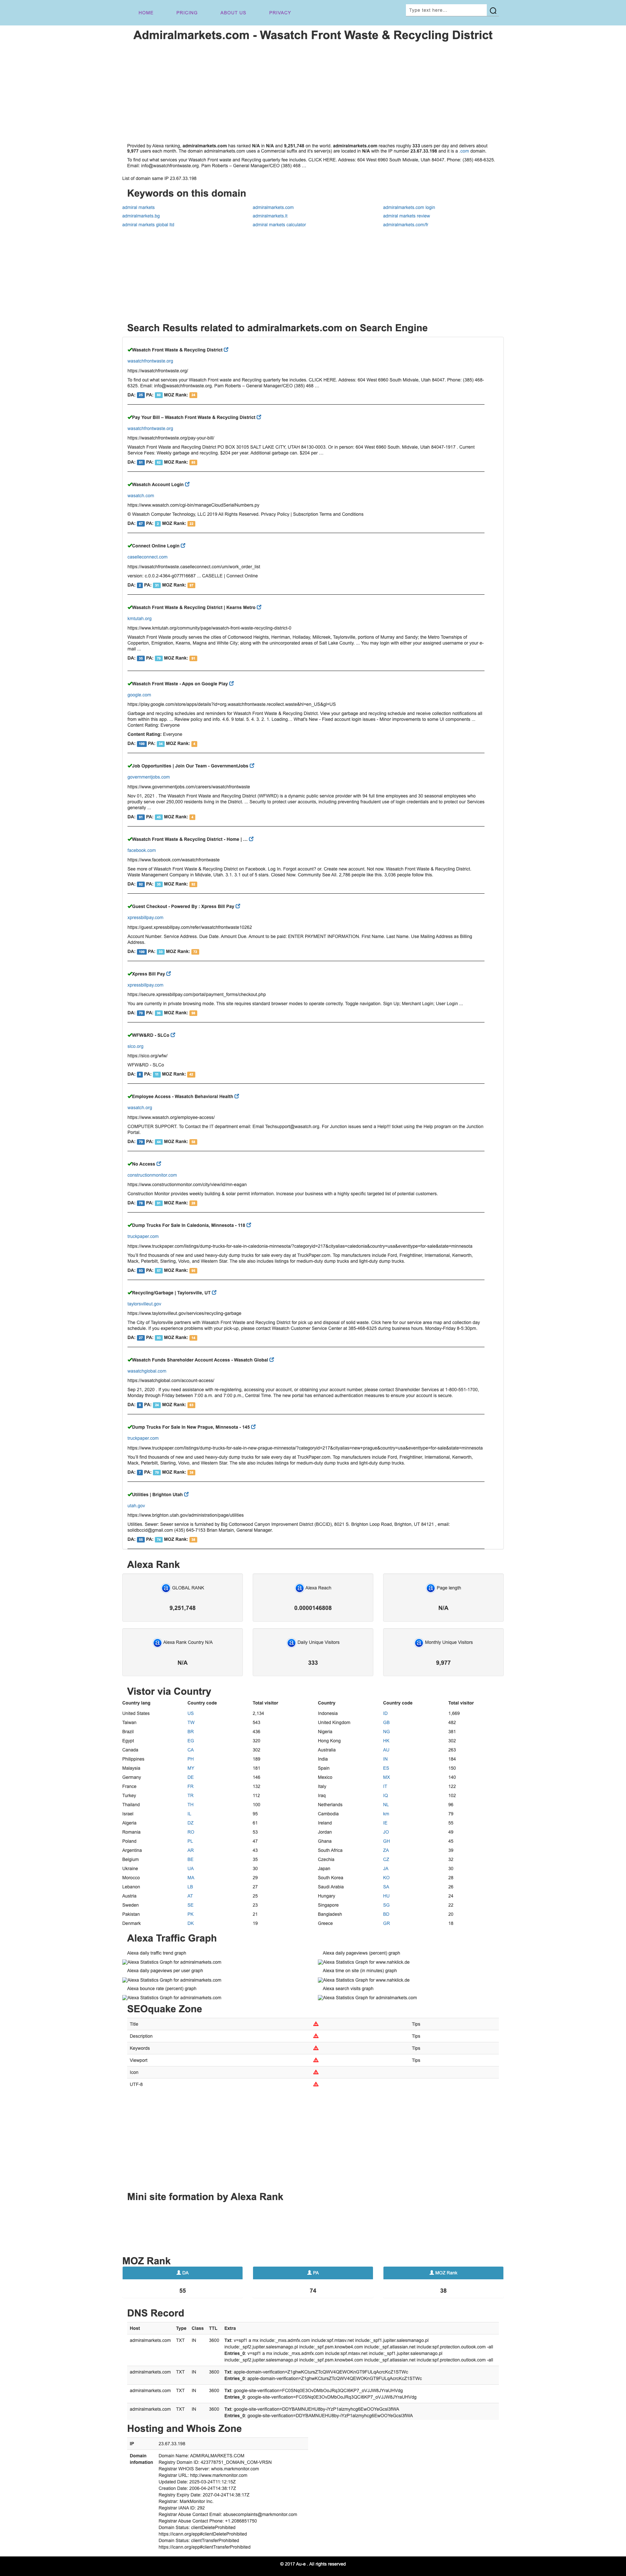 HOME PRICING ABOUT US PRIVACY Type text here...
Admiralmarkets.com - Wasatch Front Waste & Recycling District
Provided by Alexa ranking, admiralmarkets.com has ranked N/A in N/A and 9,251,748 on the world. admiralmarkets.com reaches roughly 333 users per day and delivers about
9,977 users each month. The domain admiralmarkets.com uses a Commercial suffix and it's server(s) are located in N/A with the IP number 23.67.33.198 and it is a .com domain.
To find out what services your Wasatch Front waste and Recycling quarterly fee includes. CLICK HERE. Address: 604 West 6960 South Midvale, Utah 84047. Phone: (385) 468-6325.
Email: info@wasatchfrontwaste.org. Pam Roberts – General Manager/CEO (385) 468 …
List of domain same IP 23.67.33.198
Keywords on this domain
admiral markets admiralmarkets.com admiralmarkets.com login
admiralmarkets.bg admiralmarkets.it admiral markets review
admiral markets global ltd admiral markets calculator admiralmarkets.com/fr
Search Results related to admiralmarkets.com on Search Engine
Wasatch Front Waste & Recycling District
wasatchfrontwaste.org
https://wasatchfrontwaste.org/
To find out what services your Wasatch Front waste and Recycling quarterly fee includes. CLICK HERE. Address: 604 West 6960 South Midvale, Utah 84047. Phone: (385) 468-
6325. Email: info@wasatchfrontwaste.org. Pam Roberts – General Manager/CEO (385) 468 …
DA: PA: MOZ Rank:
Pay Your Bill – Wasatch Front Waste & Recycling District
wasatchfrontwaste.org
https://wasatchfrontwaste.org/pay-your-bill/
Wasatch Front Waste and Recycling District PO BOX 30105 SALT LAKE CITY, UTAH 84130-0003. Or in person: 604 West 6960 South. Midvale, Utah 84047-1917 . Current
Service Fees: Weekly garbage and recycling. $204 per year. Additional garbage can. $204 per …
DA: PA: MOZ Rank:
Wasatch Account Login
wasatch.com
https://www.wasatch.com/cgi-bin/manageCloudSerialNumbers.py
© Wasatch Computer Technology, LLC 2019 All Rights Reserved. Privacy Policy | Subscription Terms and Conditions
DA: PA: MOZ Rank:
Connect Online Login
caselleconnect.com
https://wasatchfrontwaste.caselleconnect.com/um/work_order_list
version: c.0.0.2-4364-g077f18687 ... CASELLE | Connect Online
DA: PA: MOZ Rank:
Wasatch Front Waste & Recycling District | Kearns Metro
kmiutah.org
https://www.kmiutah.org/community/page/wasatch-front-waste-recycling-district-0
Wasatch Front Waste proudly serves the cities of Cottonwood Heights, Herriman, Holladay, Millcreek, Taylorsville, portions of Murray and Sandy; the Metro Townships of
Copperton, Emigration, Kearns, Magna and White City; along with the unincorporated areas of Salt Lake County. ... You may login with either your assigned username or your e-
mail ...
DA: PA: MOZ Rank:
Wasatch Front Waste - Apps on Google Play
google.com
https://play.google.com/store/apps/details?id=org.wasatchfrontwaste.recollect.waste&hl=en_US&gl=US
Garbage and recycling schedules and reminders for Wasatch Front Waste & Recycling District. View your garbage and recycling schedule and receive collection notifications all
from within this app. ... Review policy and info. 4.6. 9 total. 5. 4. 3. 2. 1. Loading… What's New - Fixed account login issues - Minor improvements to some UI components ...
Content Rating: Everyone
Content Rating: Everyone
DA: PA: MOZ Rank:
Job Opportunities | Join Our Team - GovernmentJobs
governmentjobs.com
https://www.governmentjobs.com/careers/wasatchfrontwaste
Nov 01, 2021 · The Wasatch Front Waste and Recycling District (WFWRD) is a dynamic public service provider with 94 full time employees and 30 seasonal employees who
proudly serve over 250,000 residents living in the District. ... Security to protect user accounts, including preventing fraudulent use of login credentials and to protect our Services
generally ...
DA: PA: MOZ Rank:
Wasatch Front Waste & Recycling District - Home | …
facebook.com
https://www.facebook.com/wasatchfrontwaste
See more of Wasatch Front Waste & Recycling District on Facebook. Log In. Forgot account? or. Create new account. Not now. Wasatch Front Waste & Recycling District.
Waste Management Company in Midvale, Utah. 3.1. 3.1 out of 5 stars. Closed Now. Community See All. 2,786 people like this. 3,036 people follow this.
DA: PA: MOZ Rank:
Guest Checkout - Powered By : Xpress Bill Pay
xpressbillpay.com
https://guest.xpressbillpay.com/refer/wasatchfrontwaste10262
Account Number. Service Address. Due Date. Amount Due. Amount to be paid: ENTER PAYMENT INFORMATION. First Name. Last Name. Use Mailing Address as Billing
Address.
DA: PA: MOZ Rank:
Xpress Bill Pay
xpressbillpay.com
https://secure.xpressbillpay.com/portal/payment_forms/checkout.php
You are currently in private browsing mode. This site requires standard browser modes to operate correctly. Toggle navigation. Sign Up; Merchant Login; User Login ...
DA: PA: MOZ Rank:
WFW&RD - SLCo
slco.org
https://slco.org/wfw/
WFW&RD - SLCo
DA: PA: MOZ Rank:
Employee Access - Wasatch Behavioral Health
wasatch.org
https://www.wasatch.org/employee-access/
COMPUTER SUPPORT. To Contact the IT department email: Email Techsupport@wasatch.org. For Junction issues send a Help!!! ticket using the Help program on the Junction
Portal.
DA: PA: MOZ Rank:
No Access
constructionmonitor.com
https://www.constructionmonitor.com/city/view/id/mn-eagan
Construction Monitor provides weekly building & solar permit information. Increase your business with a highly specific targeted list of potential customers.
DA: PA: MOZ Rank:
Dump Trucks For Sale In Caledonia, Minnesota - 118
truckpaper.com
https://www.truckpaper.com/listings/dump-trucks-for-sale-in-caledonia-minnesota/?categoryid=217&cityalias=caledonia&country=usa&eventtype=for-sale&state=minnesota
You'll find thousands of new and used heavy-duty dump trucks for sale every day at TruckPaper.com. Top manufacturers include Ford, Freightliner, International, Kenworth,
Mack, Peterbilt, Sterling, Volvo, and Western Star. The site also includes listings for medium-duty dump trucks and light-duty dump trucks.
DA: PA: MOZ Rank:
Recycling/Garbage | Taylorsville, UT
taylorsvilleut.gov
https://www.taylorsvilleut.gov/services/recycling-garbage
The City of Taylorsville partners with Wasatch Front Waste and Recycling District for pick up and disposal of solid waste. Click here for our service area map and collection day
schedule. If you experience problems with your pick-up, please contact Wasatch Customer Service Center at 385-468-6325 during business hours. Monday-Friday 8-5:30pm.
DA: PA: MOZ Rank:
Wasatch Funds Shareholder Account Access - Wasatch Global
wasatchglobal.com
https://wasatchglobal.com/account-access/
Sep 21, 2020 · If you need assistance with re-registering, accessing your account, or obtaining your account number, please contact Shareholder Services at 1-800-551-1700,
Monday through Friday between 7:00 a.m. and 7:00 p.m., Central Time. The new portal has enhanced authentication measures to ensure your account is secure.
DA: PA: MOZ Rank:
Dump Trucks For Sale In New Prague, Minnesota - 145
truckpaper.com
https://www.truckpaper.com/listings/dump-trucks-for-sale-in-new-prague-minnesota/?categoryid=217&cityalias=new+prague&country=usa&eventtype=for-sale&state=minnesota
You'll find thousands of new and used heavy-duty dump trucks for sale every day at TruckPaper.com. Top manufacturers include Ford, Freightliner, International, Kenworth,
Mack, Peterbilt, Sterling, Volvo, and Western Star. The site also includes listings for medium-duty dump trucks and light-duty dump trucks.
DA: PA: MOZ Rank:
Utilities | Brighton Utah
utah.gov
https://www.brighton.utah.gov/administration/page/utilities
Utilities. Sewer: Sewer service is furnished by Big Cottonwood Canyon Improvement District (BCCID), 8021 S. Brighton Loop Road, Brighton, UT 84121 , email:
solidbccid@gmail.com (435) 645-7153 Brian Martain, General Manager.
DA: PA: MOZ Rank:
Alexa Rank
GLOBAL RANK Alexa Reach Page length
9,251,748 0.0000146808 N/A
Alexa Rank Country N/A Daily Unique Visitors Monthly Unique Visitors
N/A 333 9,977
Vistor via Country
Country lang Country code Total visitor Country Country code Total visitor
United States US 2,134 Indonesia ID 1,669
Taiwan TW 543 United Kingdom GB 482
Brazil BR 436 Nigeria NG 381
Egypt EG 320 Hong Kong HK 302
Canada CA 302 Australia AU 263
Philippines PH 189 India IN 184
Malaysia MY 181 Spain ES 150
Germany DE 146 Mexico MX 140
France FR 132 Italy IT 122
Turkey TR 112 Iraq IQ 102
Thailand TH 100 Netherlands NL 96
Israel IL 95 Cambodia km 79
Algeria DZ 61 Ireland IE 55
Romania RO 53 Jordan JO 49
Poland PL 47 Ghana GH 45
Argentina AR 43 South Africa ZA 39
Belgium BE 35 Czechia CZ 32
Ukraine UA 30 Japan JA 30
Morocco MA 29 South Korea KO 28
Lebanon LB 27 Saudi Arabia SA 26
Austria AT 25 Hungary HU 24
Sweden SE 23 Singapore SG 22
Pakistan PK 21 Bangladesh BD 20
Denmark DK 19 Greece GR 18
Alexa Traffic Graph
Alexa daily traffic trend graph Alexa daily pageviews (percent) graph
Alexa Statistics Graph for admiralmarkets.com Alexa Statistics Graph for www.nahklick.de
Alexa daily pageviews per user graph Alexa time on site (in minutes) graph
Alexa Statistics Graph for admiralmarkets.com Alexa Statistics Graph for www.nahklick.de
Alexa bounce rate (percent) graph Alexa search visits graph
Alexa Statistics Graph for admiralmarkets.com Alexa Statistics Graph for admiralmarkets.com
SEOquake Zone
Title Tips
Description Tips
Keywords Tips
Viewport Tips
Icon
UTF-8
Mini site formation by Alexa Rank
MOZ Rank
DA PA MOZ Rank
55 74 38
DNS Record
Host Type Class TTL Extra
admiralmarkets.com TXT IN 3600 Txt: v=spf1 a mx include:_mxs.admfx.com include:spf.mtasv.net include:_spf1.jupiter.salesmanago.pl
include:_spf2.jupiter.salesmanago.pl include:_spf.psm.knowbe4.com include:_spf.atlassian.net include:spf.protection.outlook.com -all
Entries_0: v=spf1 a mx include:_mxs.admfx.com include:spf.mtasv.net include:_spf1.jupiter.salesmanago.pl
include:_spf2.jupiter.salesmanago.pl include:_spf.psm.knowbe4.com include:_spf.atlassian.net include:spf.protection.outlook.com -all
admiralmarkets.com TXT IN 3600 Txt:
Entries_0:
admiralmarkets.com TXT IN 3600 Txt:
Entries_0:
admiralmarkets.com TXT IN 3600 Txt:
Entries_0:
Hosting and Whois Zone
IP 23.67.33.198
Domain Infomation Domain Name: ADMIRALMARKETS.COM
Registry Domain ID: 423778751_DOMAIN_COM-VRSN
Registrar WHOIS Server: whois.markmonitor.com
Registrar URL: http://www.markmonitor.com
Updated Date: 2025-03-24T11:12:15Z
Creation Date: 2006-04-24T14:38:17Z
Registry Expiry Date: 2027-04-24T14:38:17Z
Registrar: MarkMonitor Inc.
Registrar IANA ID: 292
Registrar Abuse Contact Email: abusecomplaints@markmonitor.com
Registrar Abuse Contact Phone: +1.2086851750
Domain Status: clientDeleteProhibited
https://icann.org/epp#clientDeleteProhibited
Domain Status: clientTransferProhibited
https://icann.org/epp#clientTransferProhibited
© 2017 Au-e . All rights reserved